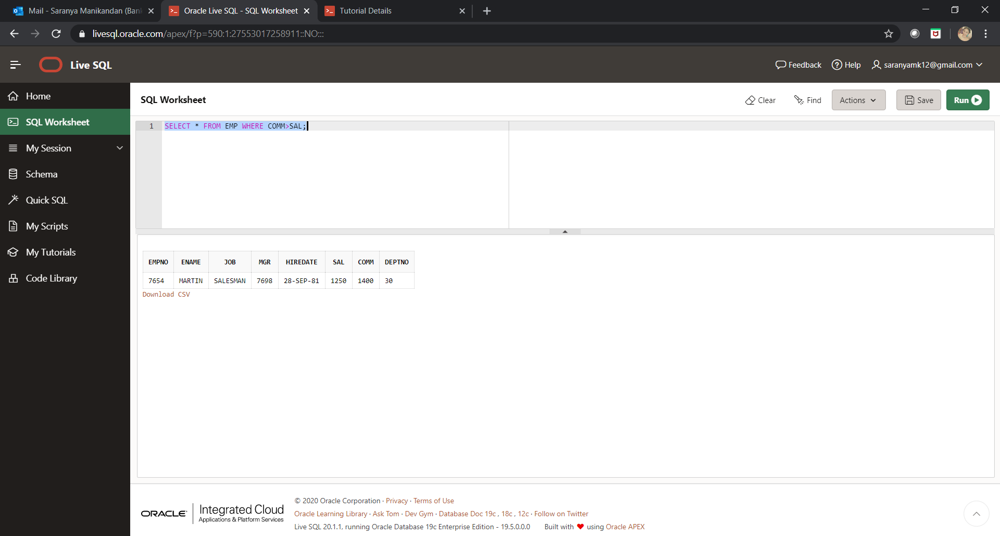 Mail - Saranya Manikandan (Bank
Oracle Live SQL - SQL Worksheet
Tutorial Details
livesql.oracle.com/apex/f?p=590:1:27553017258911::NO:::
Live SQL
Feedback
Help
saranyamk12@gmail.com
Home
SQL Worksheet
My Session
Schema
Quick SQL
My Scripts
My Tutorials
Code Library
SQL Worksheet
Clear
Find
Actions
Save
Run
1 SELECT * FROM EMP WHERE COMM>SAL;
EMPNO ENAME JOB MGR HIREDATE SAL COMM DEPTNO
7654 MARTIN SALESMAN 7698 28-SEP-81 1250 1400 30
Download CSV
ORACLE
Integrated Cloud
Applications & Platform Services
© 2020 Oracle Corporation · Privacy · Terms of Use
Oracle Learning Library · Ask Tom · Dev Gym · Database Doc 19c , 18c , 12c · Follow on Twitter
Live SQL 20.1.1, running Oracle Database 19c Enterprise Edition - 19.5.0.0.0 Built with ❤ using Oracle APEX